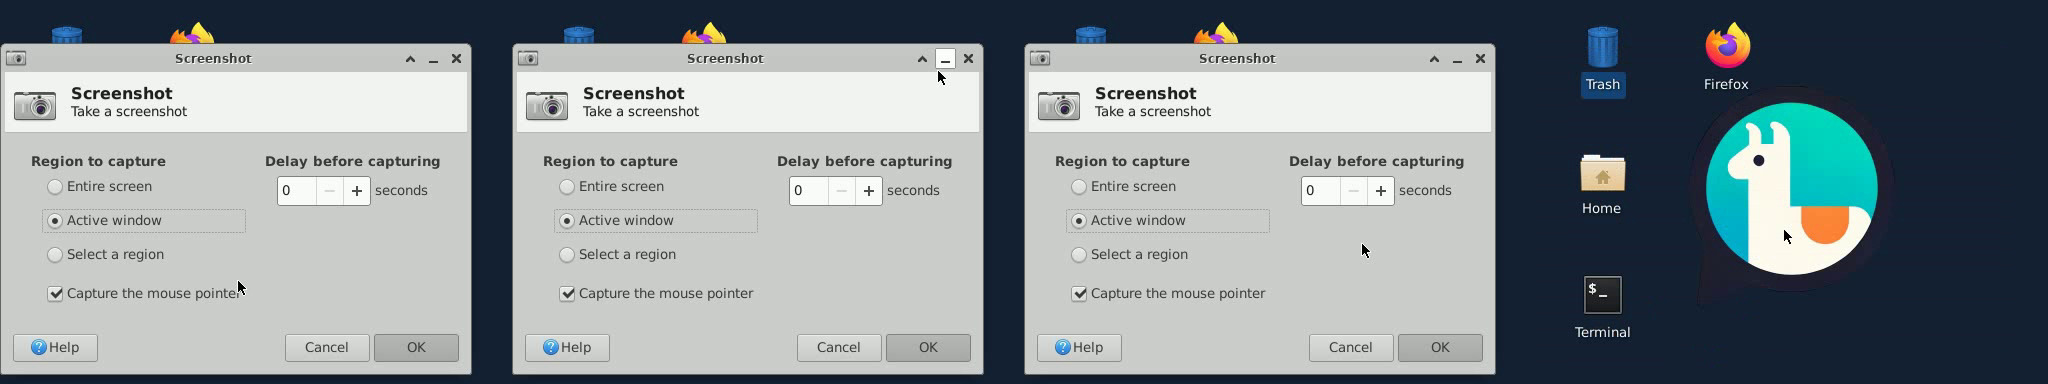 Screenshot
Screenshot
Take a screenshot
Region to capture
Entire screen
Active window
Select a region
Capture the mouse pointer
Delay before capturing
0 − + seconds
Help
Cancel
OK
Screenshot
Screenshot
Take a screenshot
Region to capture
Entire screen
Active window
Select a region
Capture the mouse pointer
Delay before capturing
0 − + seconds
Help
Cancel
OK
Screenshot
Screenshot
Take a screenshot
Region to capture
Entire screen
Active window
Select a region
Capture the mouse pointer
Delay before capturing
0 − + seconds
Help
Cancel
OK
Trash
Firefox
Home
$_
Terminal